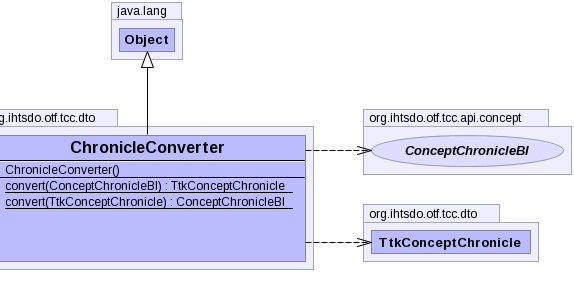 java.lang
Object
g.ihtsdo.otf.tcc.dto
ChronicleConverter
ChronicleConverter()
convert(ConceptChronicleBI) : TtkConceptChronicle
convert(TtkConceptChronicle) : ConceptChronicleBI
org.ihtsdo.otf.tcc.api.concept
ConceptChronicleBI
org.ihtsdo.otf.tcc.dto
TtkConceptChronicle